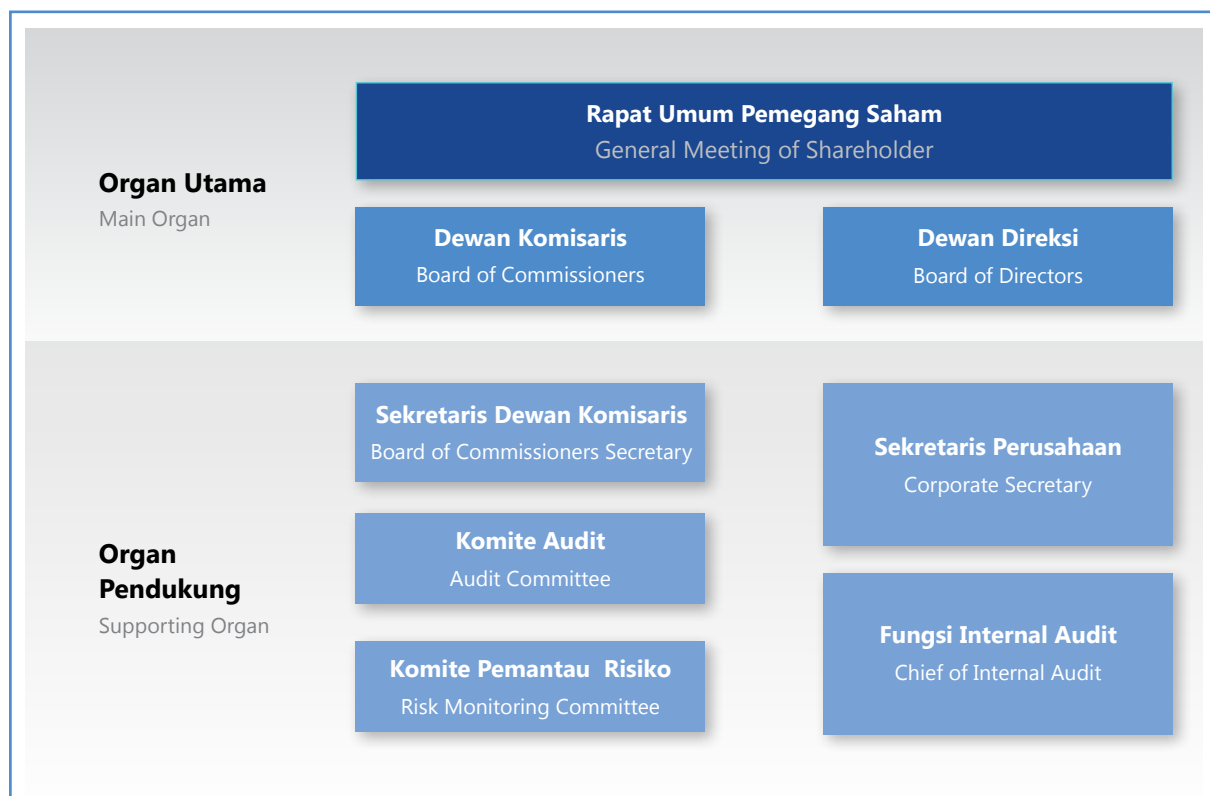 Organ Utama
Main Organ
Rapat Umum Pemegang Saham
General Meeting of Shareholder
Dewan Komisaris
Board of Commissioners
Dewan Direksi
Board of Directors
Organ
Pendukung
Supporting Organ
Sekretaris Dewan Komisaris
Board of Commissioners Secretary
Komite Audit
Audit Committee
Komite Pemantau  Risiko
Risk Monitoring Committee
Sekretaris Perusahaan
Corporate Secretary
Fungsi Internal Audit
Chief of Internal Audit